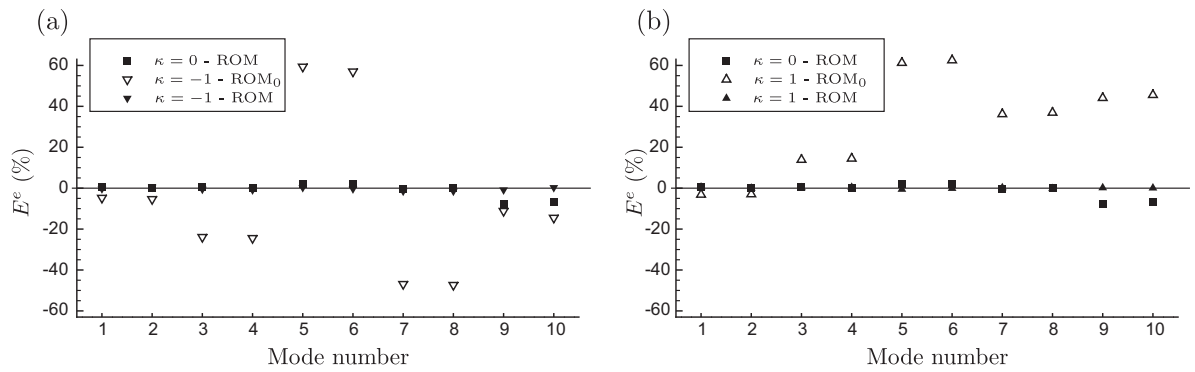 (a)
κ = 0 - ROM
κ = −1 - ROM₀
κ = −1 - ROM
60
40
20
0
-20
-40
-60
Eᵉ (%)
1 2 3 4 5 6 7 8 9 10
Mode number
(b)
κ = 0 - ROM
κ = 1 - ROM₀
κ = 1 - ROM
60
40
20
0
-20
-40
-60
Eᵉ (%)
1 2 3 4 5 6 7 8 9 10
Mode number